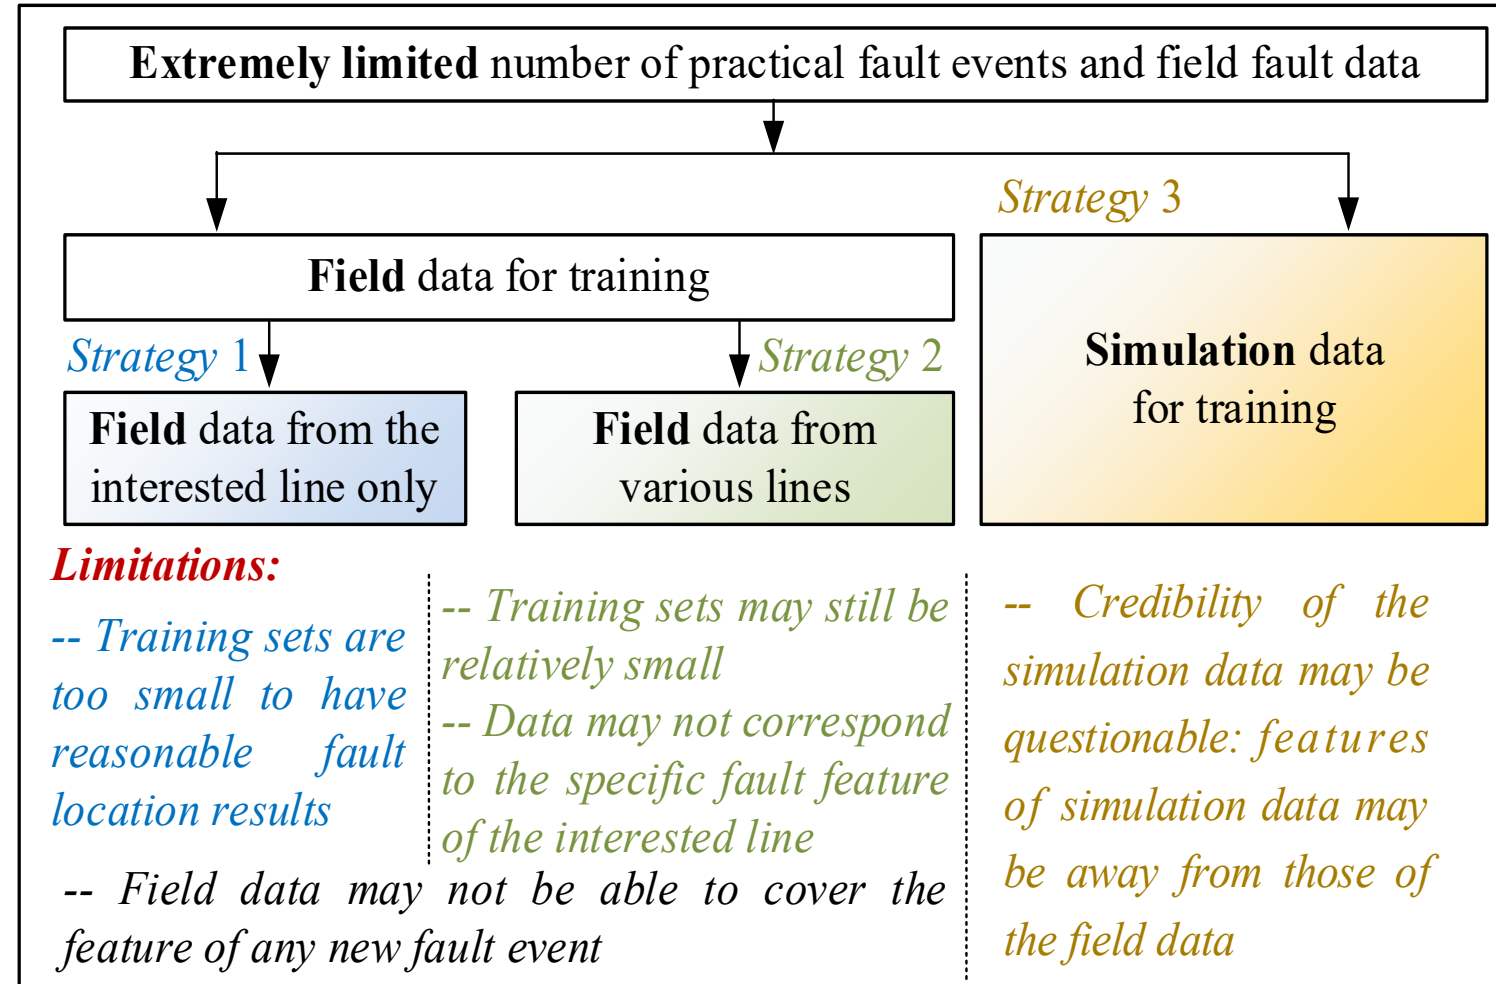 Extremely limited number of practical fault events and field fault data
Strategy 3
Field data for training
Strategy 1
Strategy 2
Simulation data
for training
Field data from the
interested line only
Field data from
various lines
Limitations:
-- Training sets are
too small to have
reasonable fault
location results
-- Training sets may still be
relatively small
-- Data may not correspond
to the specific fault feature
of the interested line
-- Field data may not be able to cover the
feature of any new fault event
-- Credibility of the
simulation data may be
questionable: features
of simulation data may
be away from those of
the field data